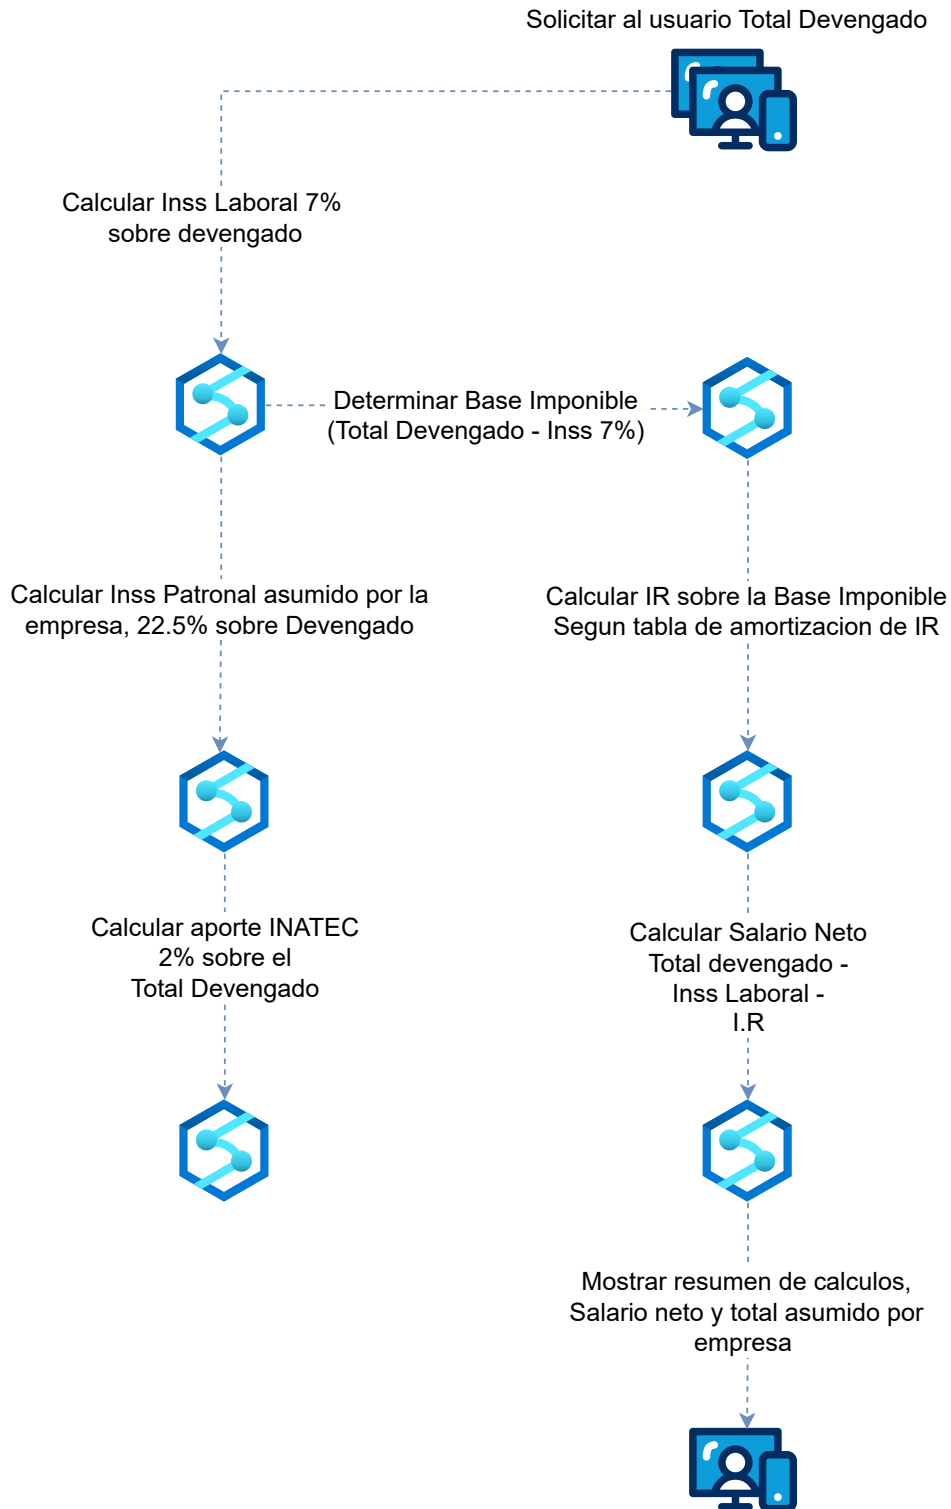 Solicitar al usuario Total Devengado
Calcular Inss Laboral 7%
sobre devengado
Determinar Base Imponible
(Total Devengado - Inss 7%)
Calcular Inss Patronal asumido por la
empresa, 22.5% sobre Devengado
Calcular IR sobre la Base Imponible
Segun tabla de amortizacion de IR
Calcular aporte INATEC
2% sobre el
Total Devengado
Calcular Salario Neto
Total devengado -
Inss Laboral -
I.R
Mostrar resumen de calculos,
Salario neto y total asumido por
empresa